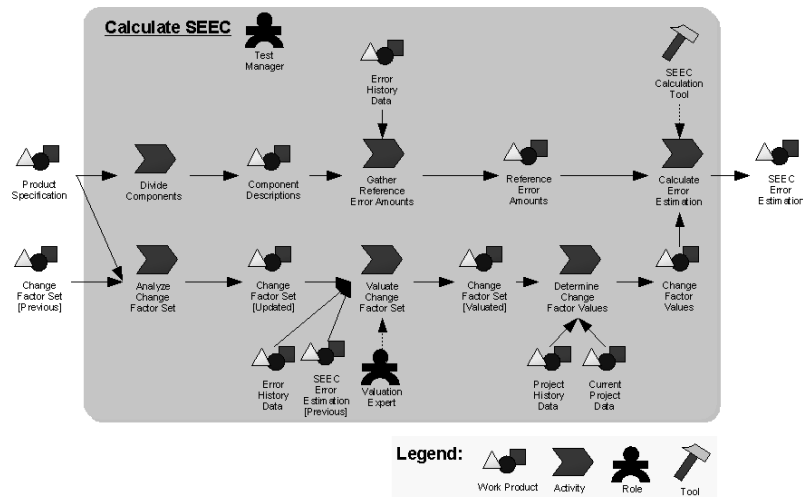 Calculate SEEC
Test
Manager
Error
History
Data
SEEC
Calculation
Tool
Product
Specification
Divide
Components
Component
Descriptions
Gather
Reference
Error Amounts
Reference
Error
Amounts
Calculate
Error
Estimation
SEEC
Error
Estimation
Change
Factor Set
[Previous]
Analyze
Change
Factor Set
Change
Factor Set
[Updated]
Valuate
Change
Factor Set
Change
Factor Set
[Valuated]
Determine
Change
Factor Values
Change
Factor
Values
Error
History
Data
SEEC
Error
Estimation
[Previous]
Valuation
Expert
Project
History
Data
Current
Project
Data
Legend:
Work Product
Activity
Role
Tool